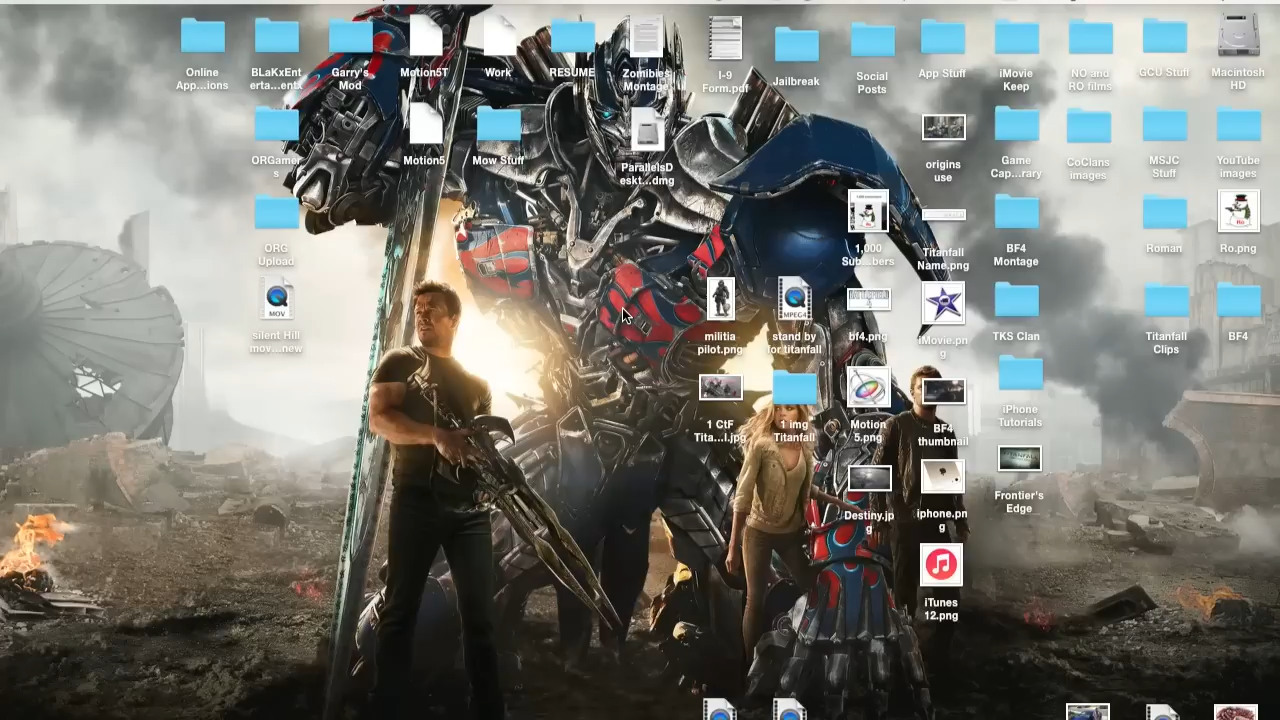 Online
App...ions
BLaKxEnt
erta...entx
Garry's
Mod
Motion5T
Work
RESUME
Zombies
Montage
I-9
Form.pdf
Jailbreak
Social
Posts
App Stuff
iMovie
Keep
NO and
RO films
GCU Stuff
Macintosh
HD
ORGamer
s
Motion5
Mow Stuff
ParallelsD
eskt...dmg
origins
use
Game
Cap...rary
CoClans
images
MSJC
Stuff
YouTube
images
ORG
Upload
1,000
Sub...bers
Titanfall
Name.png
BF4
Montage
Roman
Ro.png
MOV
silent Hill
mov...new
militia
pilot.png
MPEG4
stand by
for titanfall
bf4.png
iMovie.pn
g
TKS Clan
Titanfall
Clips
BF4
1 CtF
Tita...l.jpg
1 img
Titanfall
Motion
5.png
BF4
thumbnail
iPhone
Tutorials
Destiny.jp
g
iphone.pn
g
Frontier's
Edge
iTunes
12.png